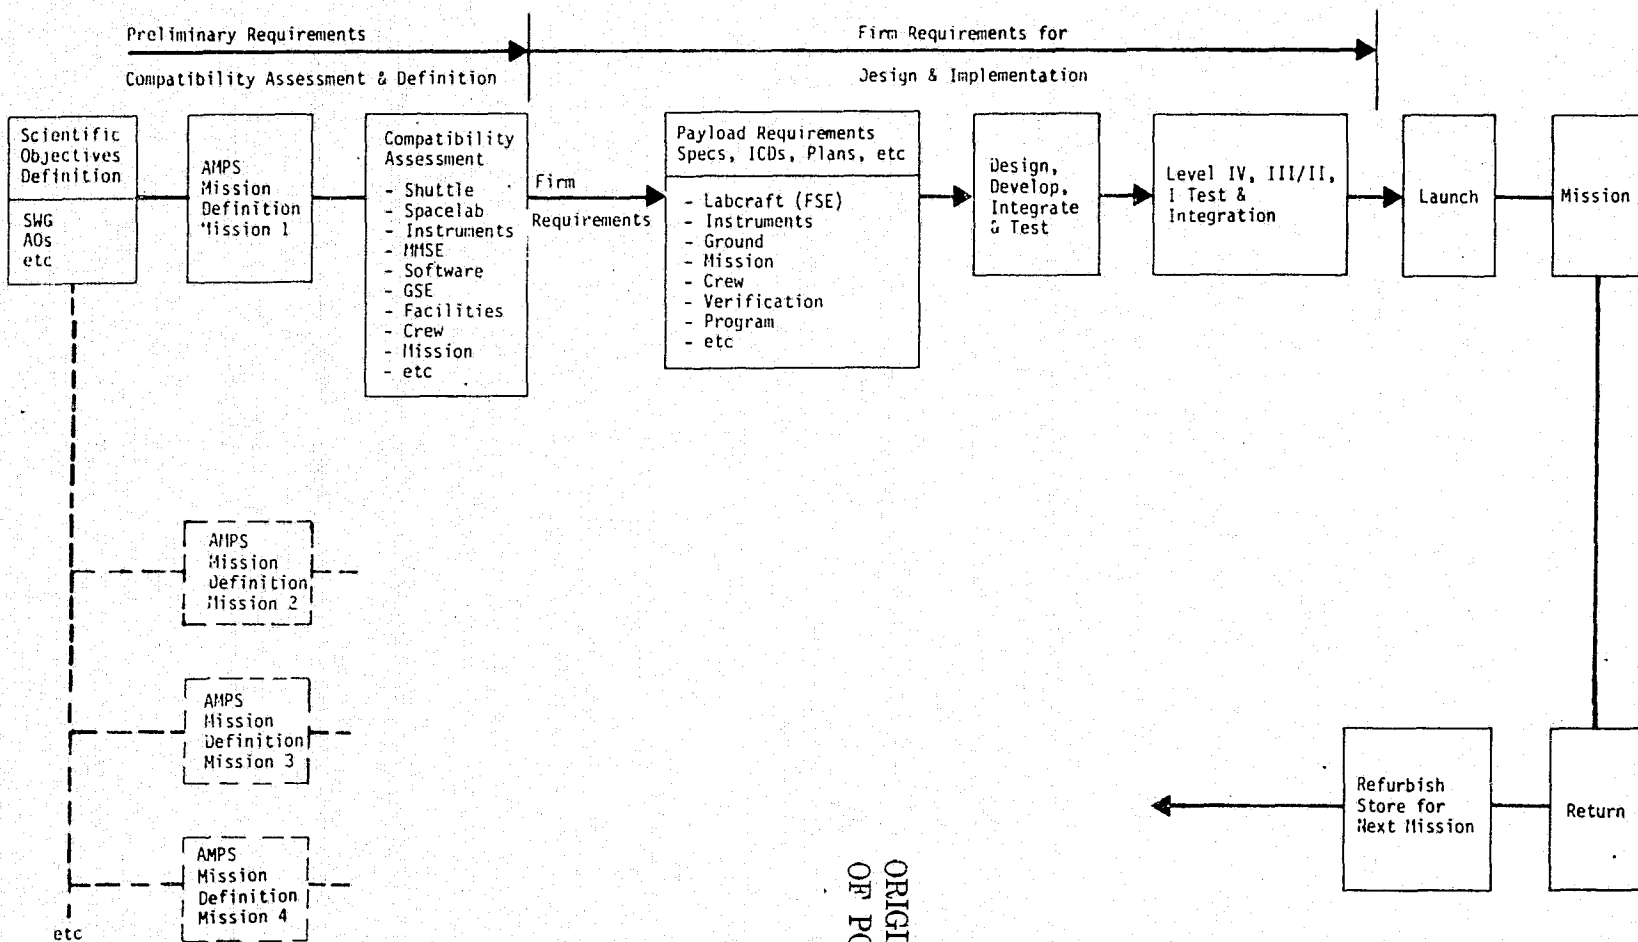 Preliminary Requirements
Compatibility Assessment & Definition
Firm Requirements for
Design & Implementation
Scientific
Objectives
Definition
SWG
AOs
etc
AMPS
Mission
Definition
Mission 1
Compatibility
Assessment
- Shuttle
- Spacelab
- Instruments
- MMSE
- Software
- GSE
- Facilities
- Crew
- Mission
- etc
Firm
Requirements
Payload Requirements
Specs, ICDs, Plans, etc
- Labcraft (FSE)
- Instruments
- Ground
- Mission
- Crew
- Verification
- Program
- etc
Design,
Develop,
Integrate
& Test
Level IV, III/II,
I Test &
Integration
Launch
Mission
AMPS
Mission
Definition
Mission 2
AMPS
Mission
Definition
Mission 3
AMPS
Mission
Definition
Mission 4
etc
Refurbish
Store for
Next Mission
Return
ORIGI
OF PO